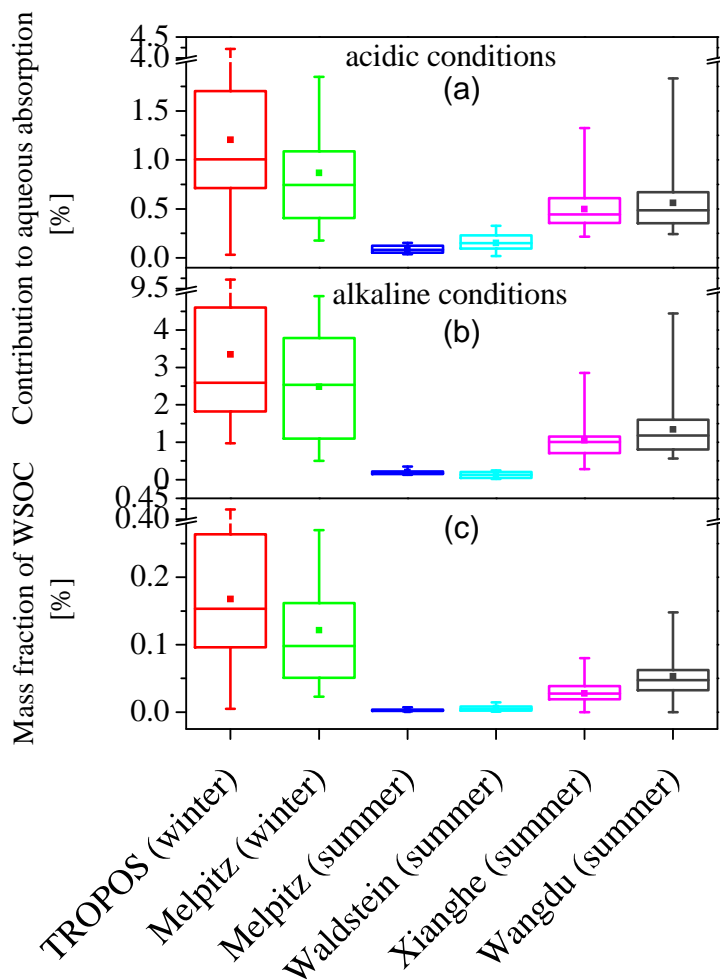 Contribution to aqueous absorption
[%]
Mass fraction of WSOC
[%]
4.5
4.0
4.0
1.5
1.0
0.5
0.0
acidic conditions
(a)
9.5
4
3
2
1
0
alkaline conditions
(b)
0.45
0.40
0.2
0.1
0.0
(c)
TROPOS (winter)
Melpitz (winter)
Melpitz (summer)
Waldstein (summer)
Xianghe (summer)
Wangdu (summer)